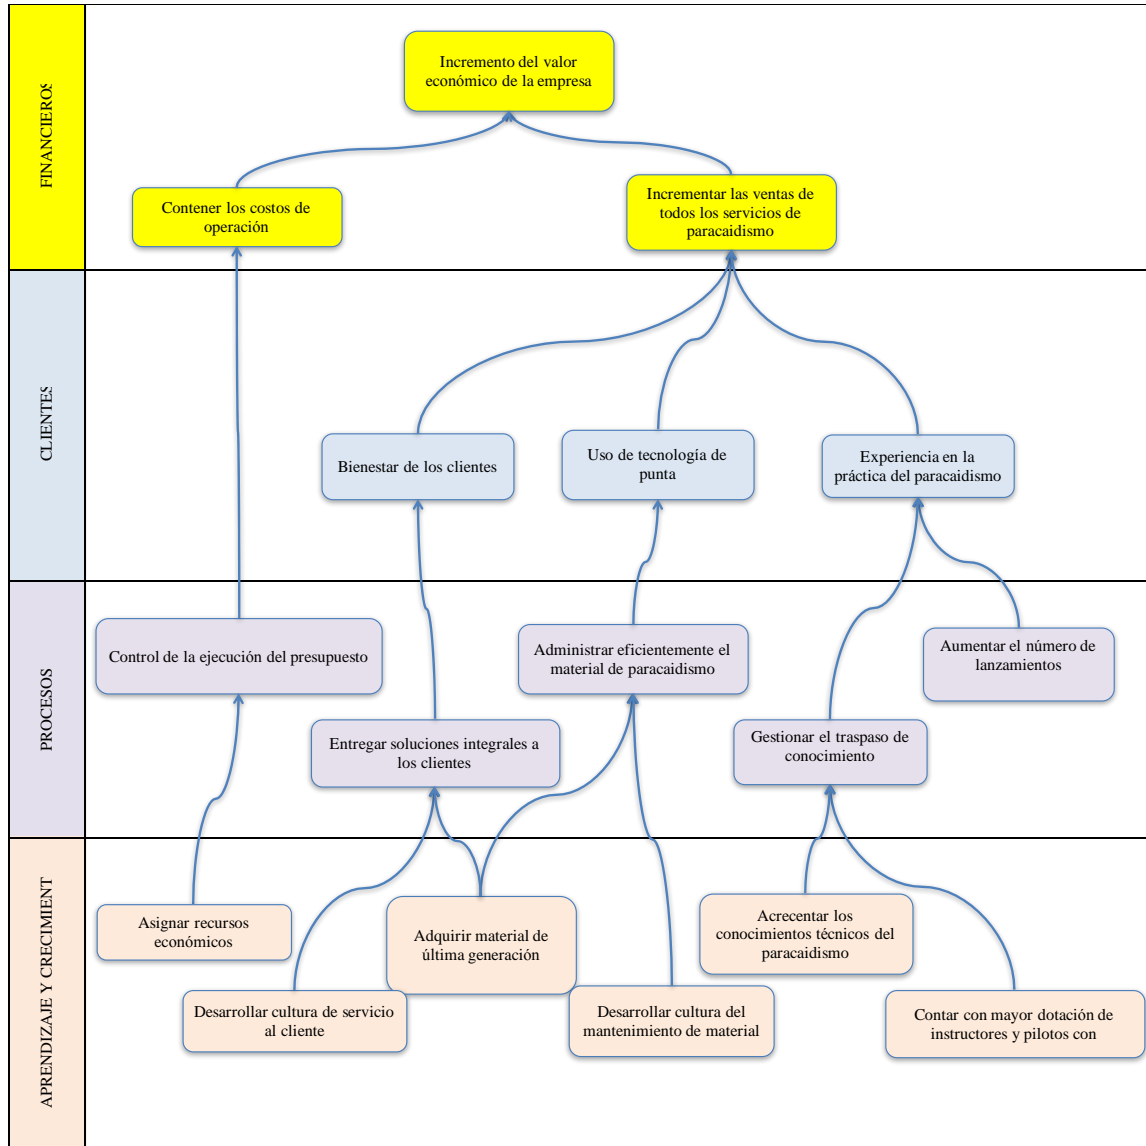 FINANCIEROS
Incremento del valor
económico de la empresa
Contener los costos de
operación
Incrementar las ventas de
todos los servicios de
paracaidismo
CLIENTES
Bienestar de los clientes
Uso de tecnología de
punta
Experiencia en la
práctica del paracaidismo
PROCESOS
Control de la ejecución del presupuesto
Administrar eficientemente el
material de paracaidismo
Aumentar el número de
lanzamientos
Entregar soluciones integrales a
los clientes
Gestionar el traspaso de
conocimiento
APRENDIZAJE Y CRECIMIENT
Asignar recursos
económicos
Adquirir material de
última generación
Acrecentar los
conocimientos técnicos del
paracaidismo
Desarrollar cultura de servicio
al cliente
Desarrollar cultura del
mantenimiento de material
Contar con mayor dotación de
instructores y pilotos con